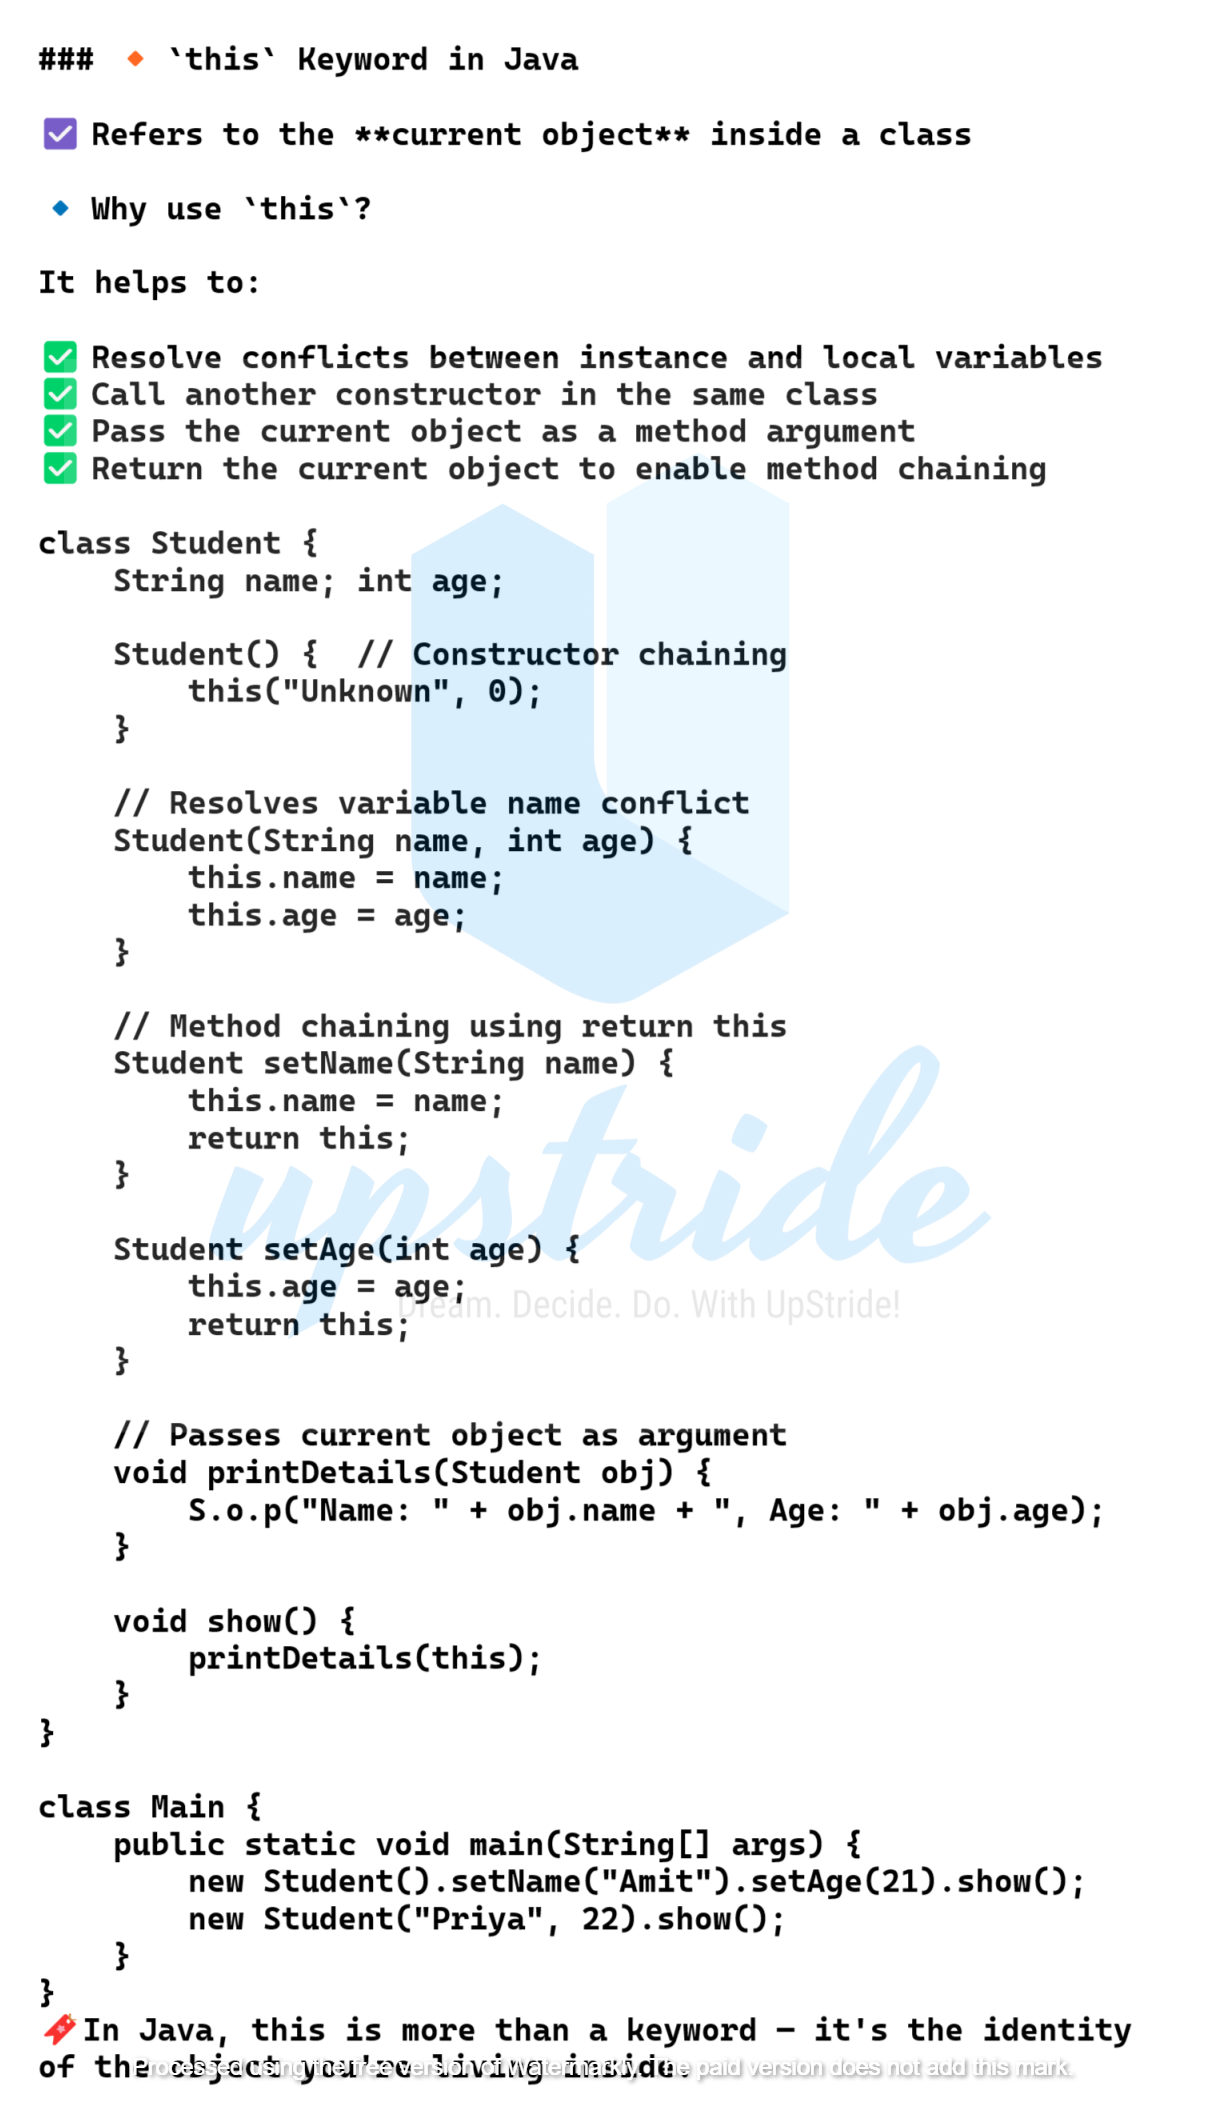 ### 🔸 `this` Keyword in Java
☑ Refers to the **current object** inside a class
🔹 Why use `this`?
It helps to:
✅ Resolve conflicts between instance and local variables
✅ Call another constructor in the same class
✅ Pass the current object as a method argument
✅ Return the current object to enable method chaining
class Student {
    String name; int age;
    Student() {  // Constructor chaining
        this("Unknown", 0);
    }
    // Resolves variable name conflict
    Student(String name, int age) {
        this.name = name;
        this.age = age;
    }
    // Method chaining using return this
    Student setName(String name) {
        this.name = name;
        return this;
    }
upstride
    Student setAge(int age) {
        this.age = age;
Dream. Decide. Do. With UpStride!
        return this;
    }
    // Passes current object as argument
    void printDetails(Student obj) {
        S.o.p("Name: " + obj.name + ", Age: " + obj.age);
    }
    void show() {
        printDetails(this);
    }
}
class Main {
    public static void main(String[] args) {
        new Student().setName("Amit").setAge(21).show();
        new Student("Priya", 22).show();
    }
}
🧨In Java, this is more than a keyword — it's the identity
of the object you're living inside.
Processed using the free version of Watermarkly. The paid version does not add this mark.